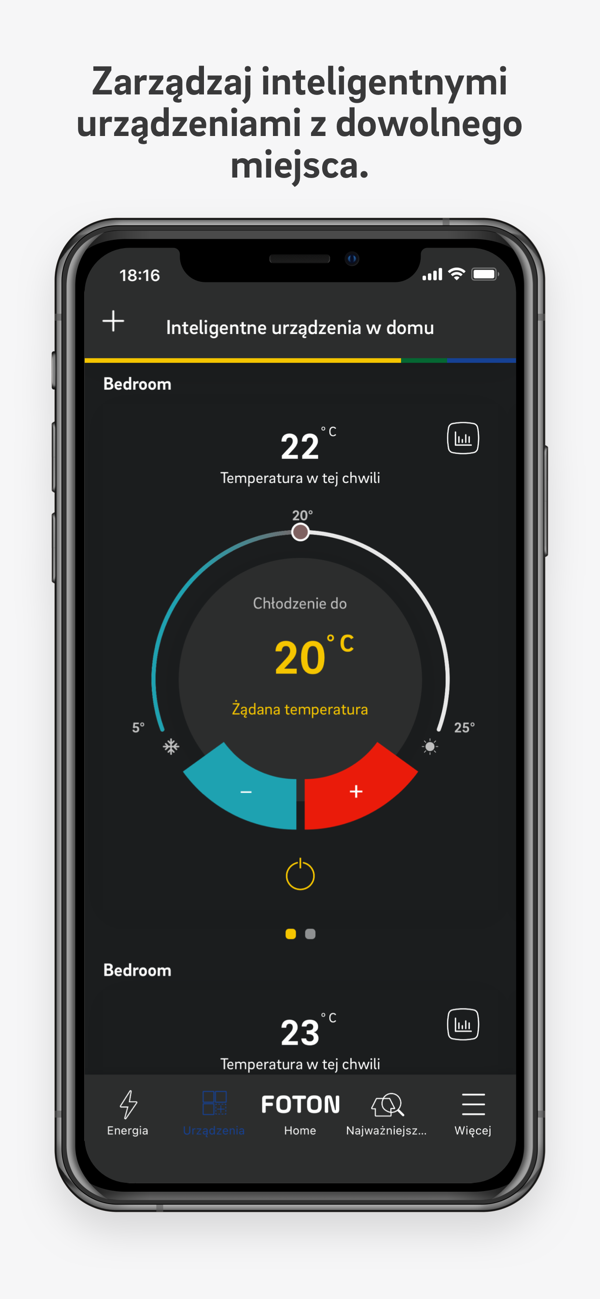 Zarządzaj inteligentnymi
urządzeniami z dowolnego
miejsca.
18:16
+ Inteligentne urządzenia w domu
Bedroom
22°C
Temperatura w tej chwili
20°
Chłodzenie do
20°C
Żądana temperatura
5° 25°
− +
Bedroom
23°C
Temperatura w tej chwili
FOTON
Energia Urządzenia Home Najważniejsz... Więcej